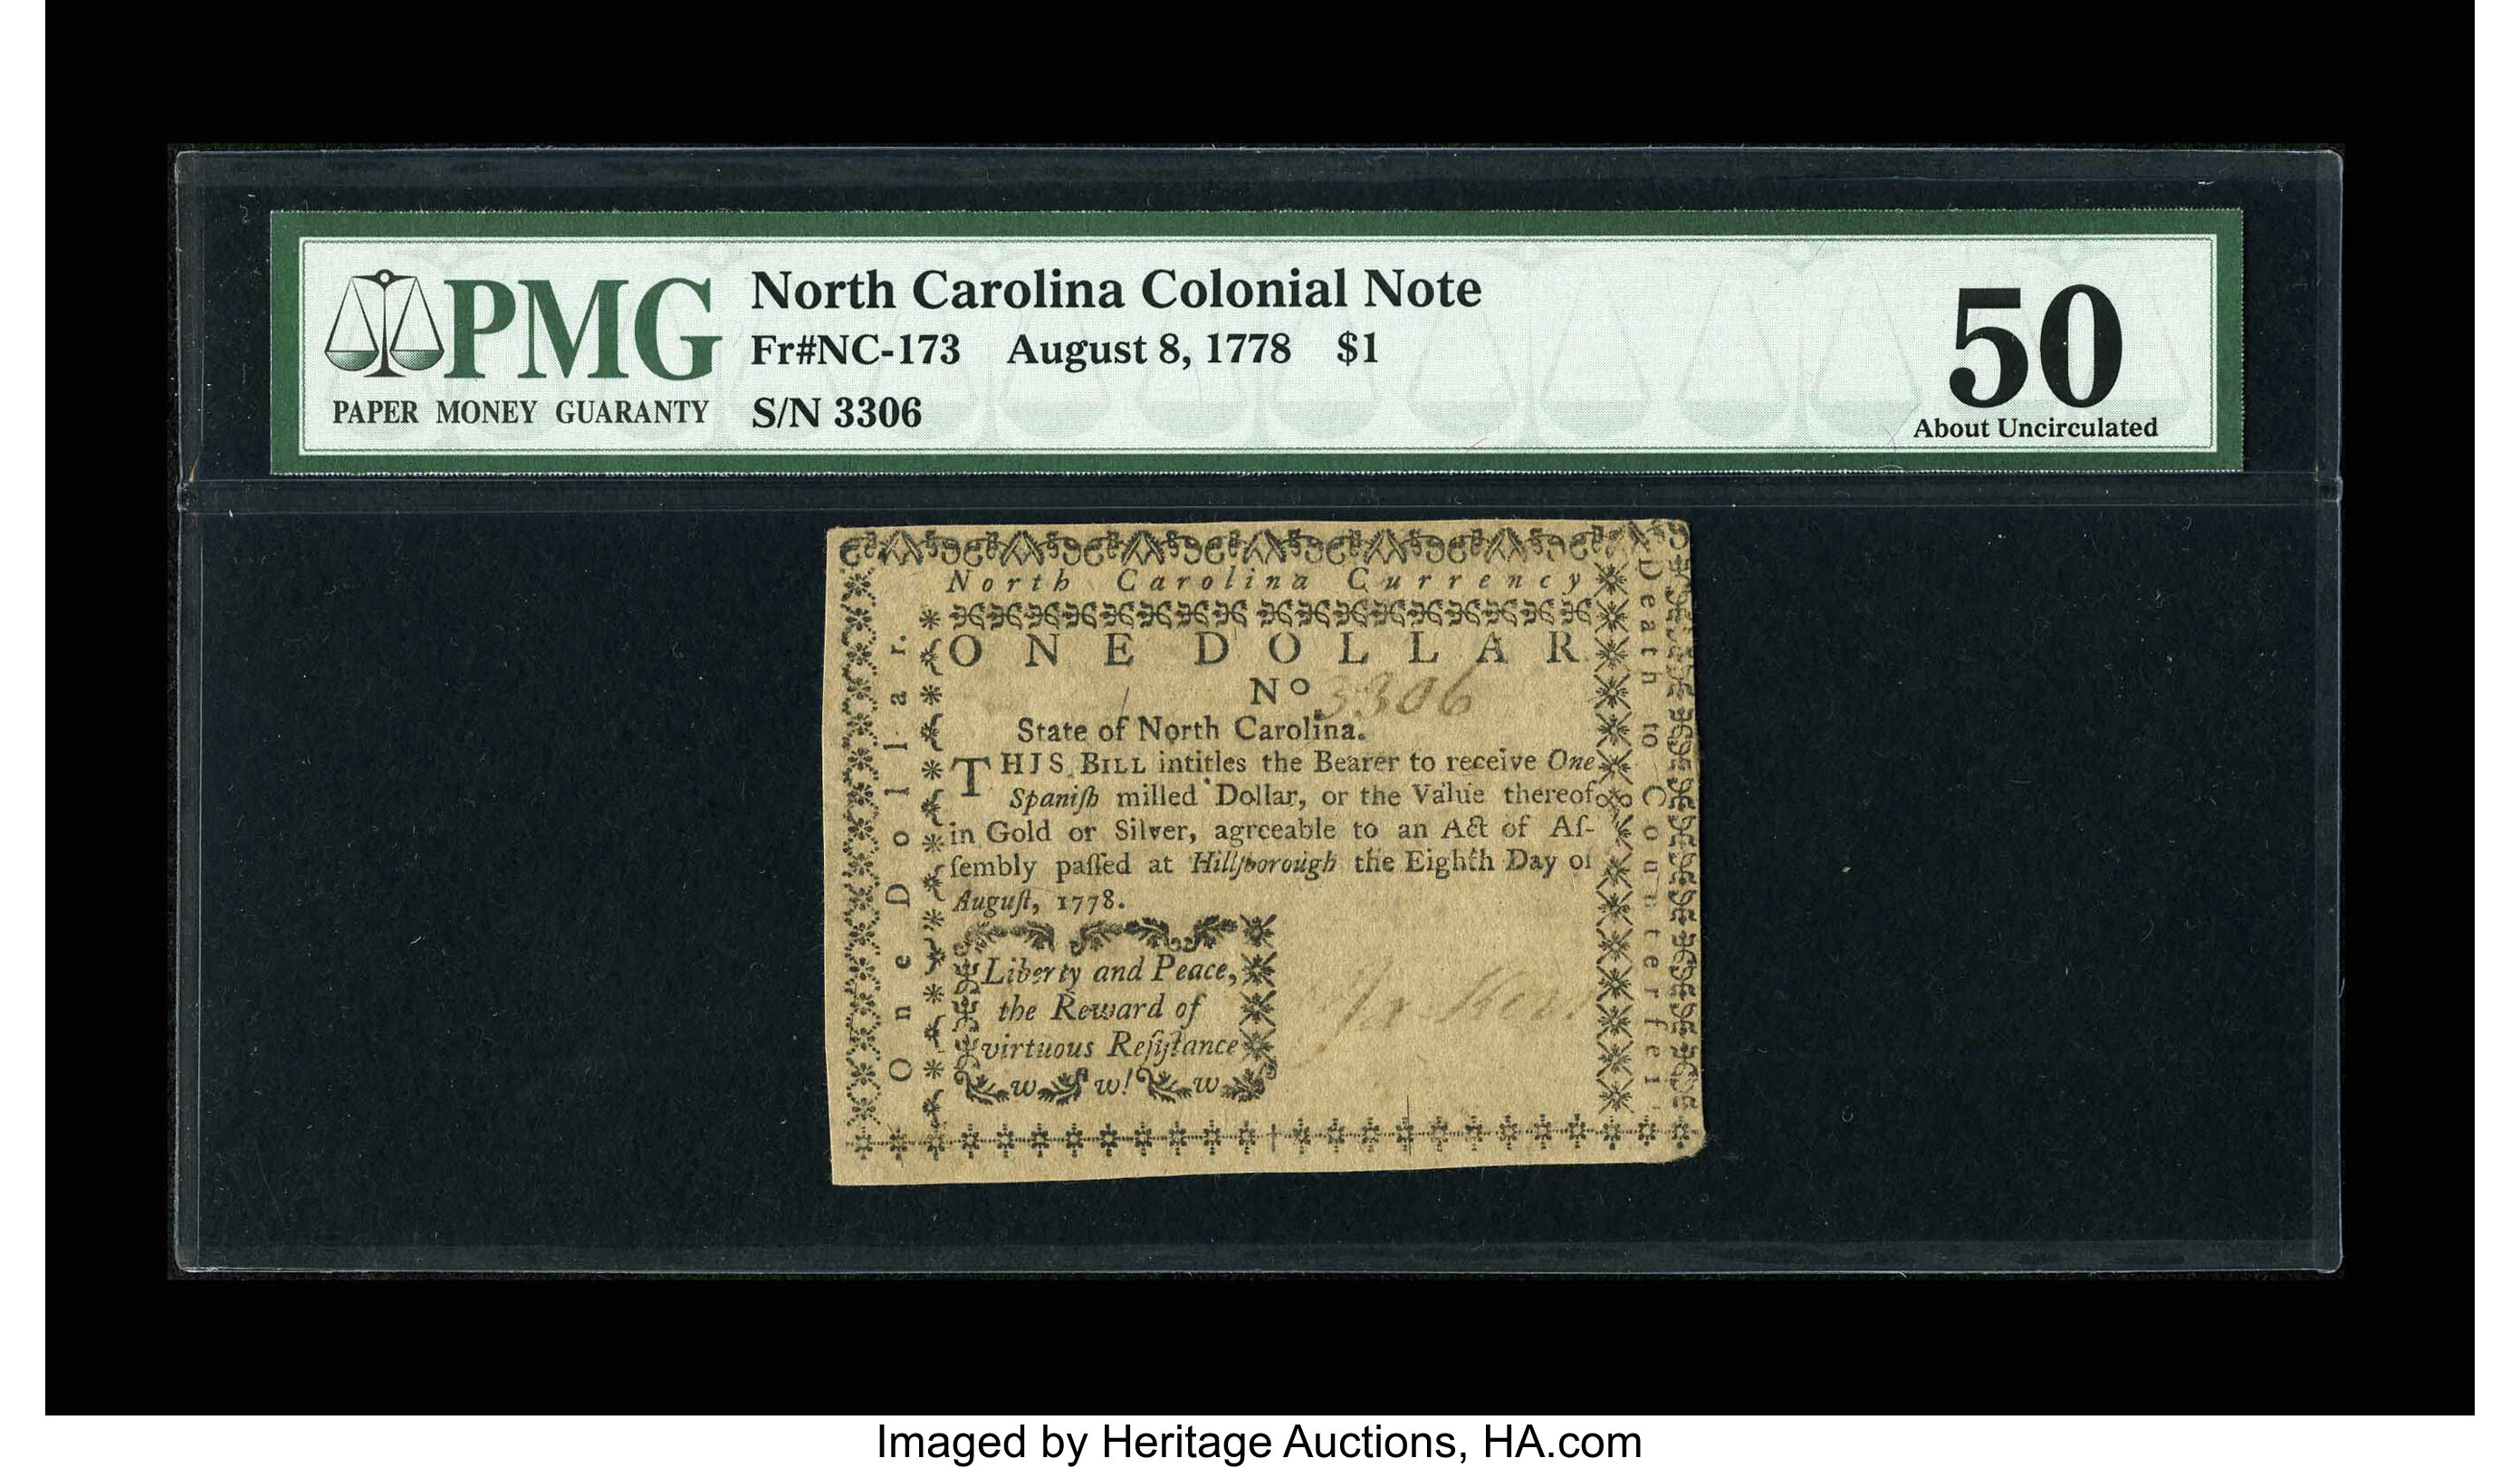 PMG
PAPER MONEY GUARANTY
North Carolina Colonial Note
Fr#NC-173 August 8, 1778 $1
S/N 3306
50
About Uncirculated
North Carolina Currency
ONE DOLLAR
No 3306
State of North Carolina.
THJS BILL intitles the Bearer to receive One
Spaniſh milled Dollar, or the Value thereof
in Gold or Silver, agreeable to an Act of Aſ-
ſembly paſſed at Hillſborough the Eighth Day of
Auguſt, 1778.
Liberty and Peace,
the Reward of
virtuous Reſiſtance
w w! w
One Dollar.
Death to Counterfei
Imaged by Heritage Auctions, HA.com